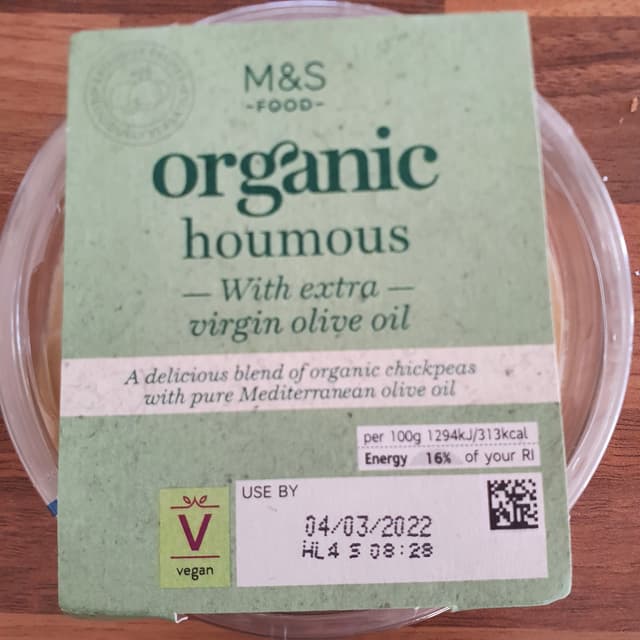 M&S
-FOOD-
organic
houmous
— With extra —
virgin olive oil
A delicious blend of organic chickpeas
with pure Mediterranean olive oil
per 100g 1294kJ/313kcal
Energy 16% of your RI
USE BY
04/03/2022
HL4 S 08:28
V
vegan